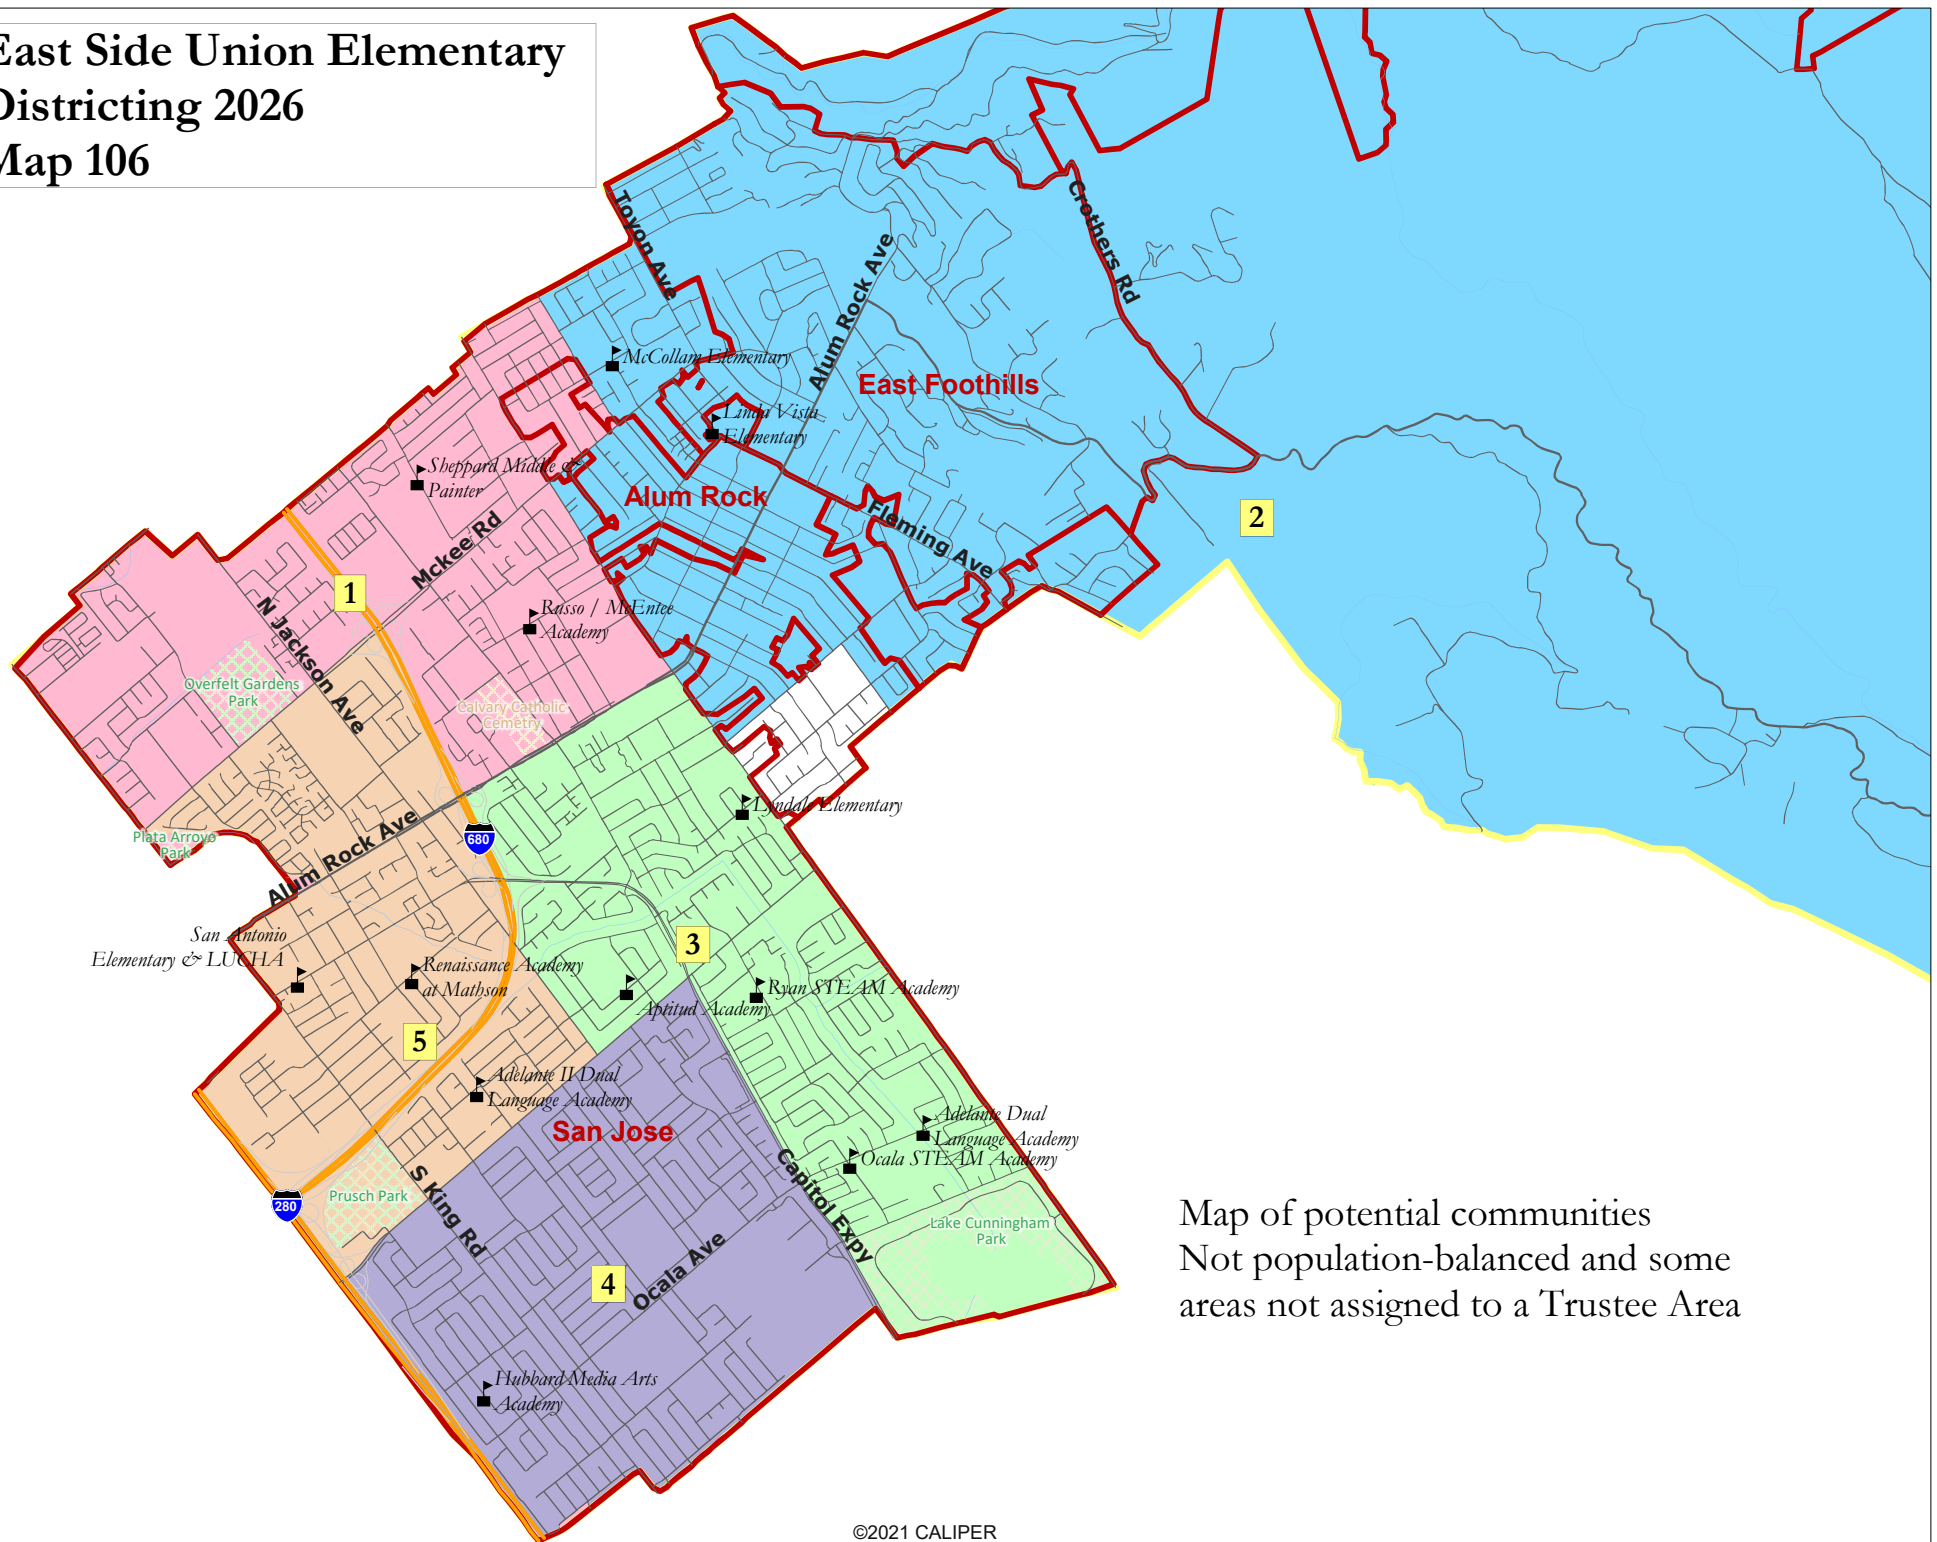 East Side Union Elementary
Districting 2026
Map 106
Toyon Ave
Crothers Rd
Alum Rock Ave
McCollam Elementary
East Foothills
Linda Vista
Elementary
Sheppard Middle &
Painter
Alum Rock
Fleming Ave
2
Mckee Rd
1
N Jackson Ave
Russo / McEntee
Academy
Overfelt Gardens
Park
Calvary Catholic
Cemetry
Lyndale Elementary
Plata Arroyo
Park
680
Alum Rock Ave
San Antonio
Elementary & LUCHA
3
Renaissance Academy
at Mathson
Ryan STEAM Academy
Aptitud Academy
5
Adelante II Dual
Language Academy
San Jose
Adelante Dual
Language Academy
Ocala STEAM Academy
Capitol Expy
Prusch Park
280
S King Rd
Lake Cunningham
Park
Ocala Ave
4
Map of potential communities
Not population-balanced and some
areas not assigned to a Trustee Area
Hubbard Media Arts
Academy
©2021 CALIPER